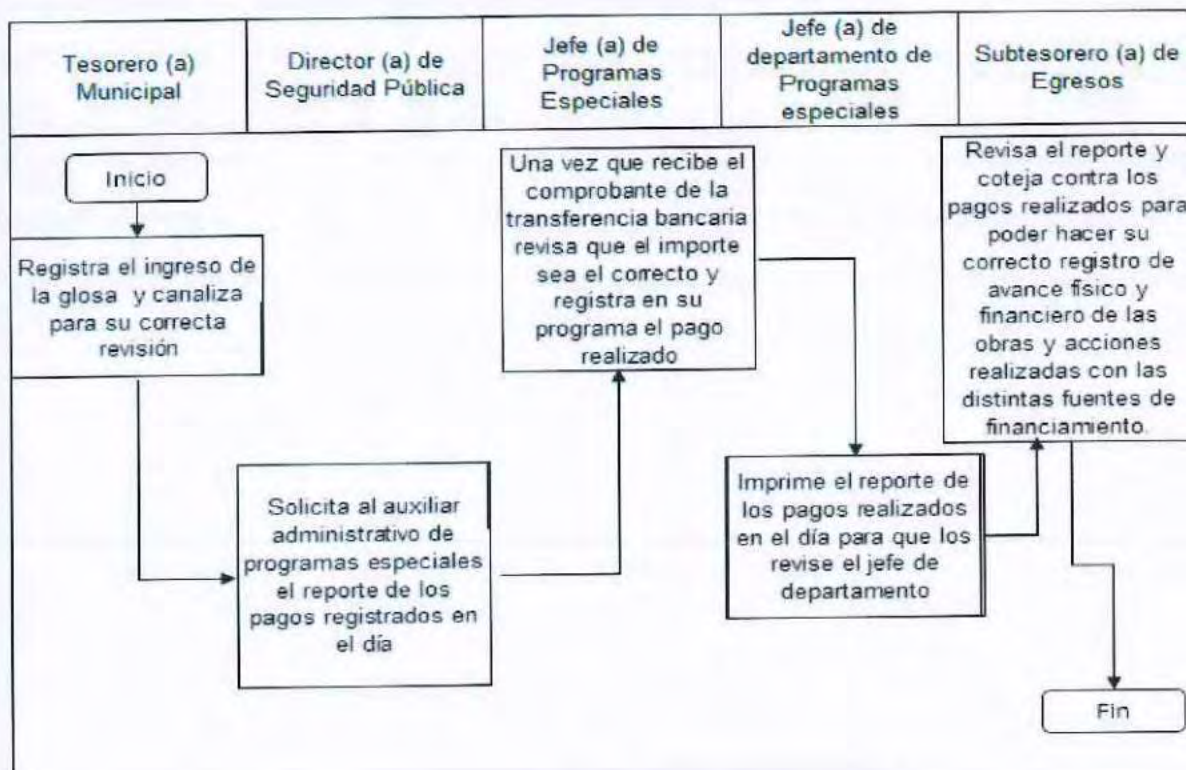 Tesorero (a)
Municipal
Director (a) de
Seguridad Pública
Jefe (a) de
Programas
Especiales
Jefe (a) de
departamento de
Programas
especiales
Subtesorero (a) de
Egresos
Inicio
Registra el ingreso de
la glosa y canaliza
para su correcta
revisión
Solicita al auxiliar
administrativo de
programas especiales
el reporte de los
pagos registrados en
el día
Una vez que recibe el
comprobante de la
transferencia bancaria
revisa que el importe
sea el correcto y
registra en su
programa el pago
realizado
Imprime el reporte de
los pagos realizados
en el día para que los
revise el jefe de
departamento
Revisa el reporte y
coteja contra los
pagos realizados para
poder hacer su
correcto registro de
avance físico y
financiero de las
obras y acciones
realizadas con las
distintas fuentes de
financiamiento.
Fin